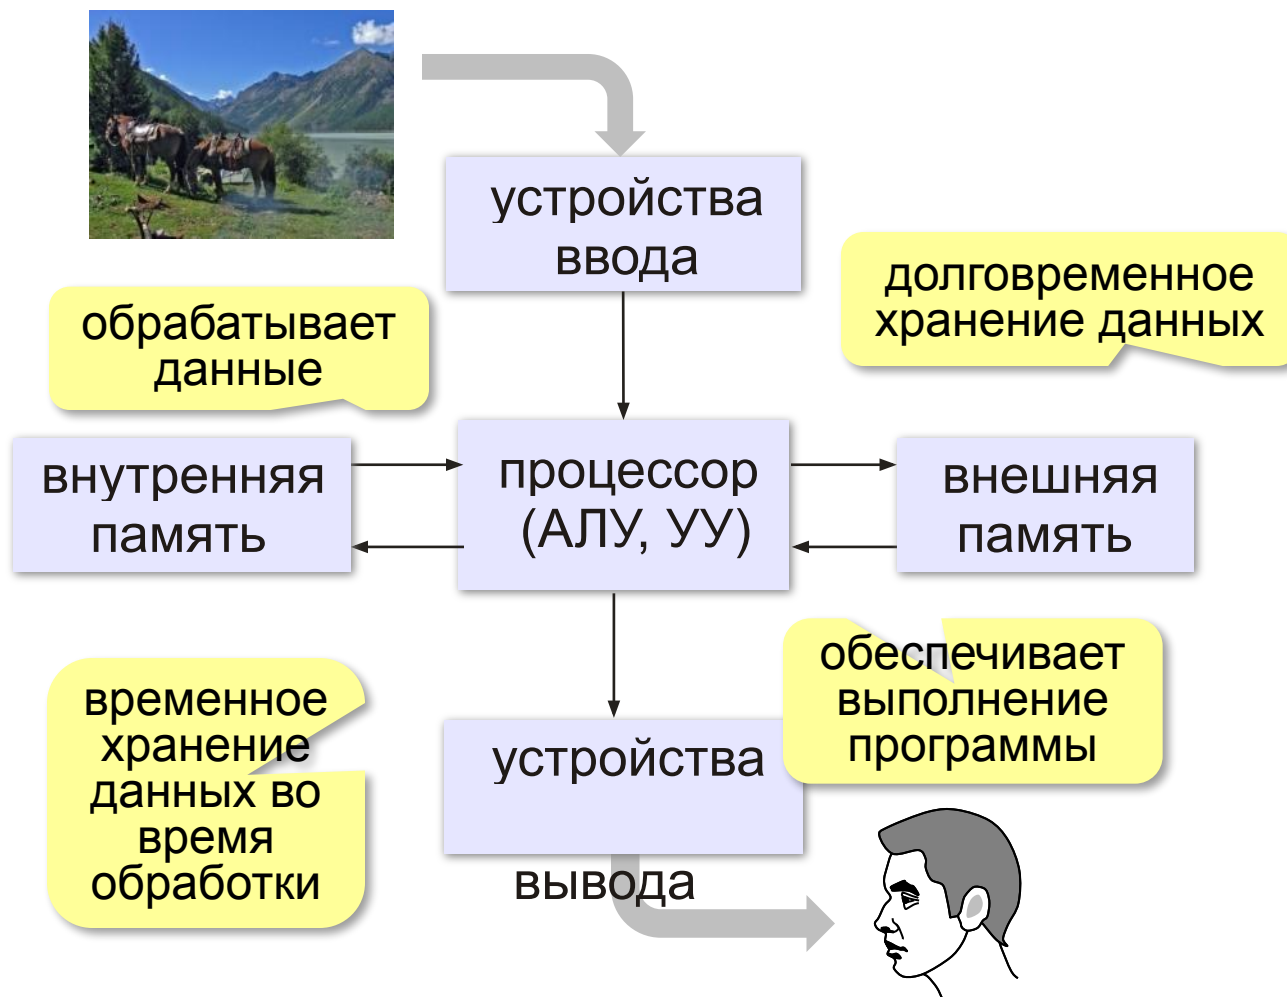 устройства
ввода
долговременное
хранение данных
обрабатывает
данные
внутренняя
память
процессор
(АЛУ, УУ)
внешняя
память
временное
хранение
данных во
время
обработки
устройства
вывода
обеспечивает
выполнение
программы